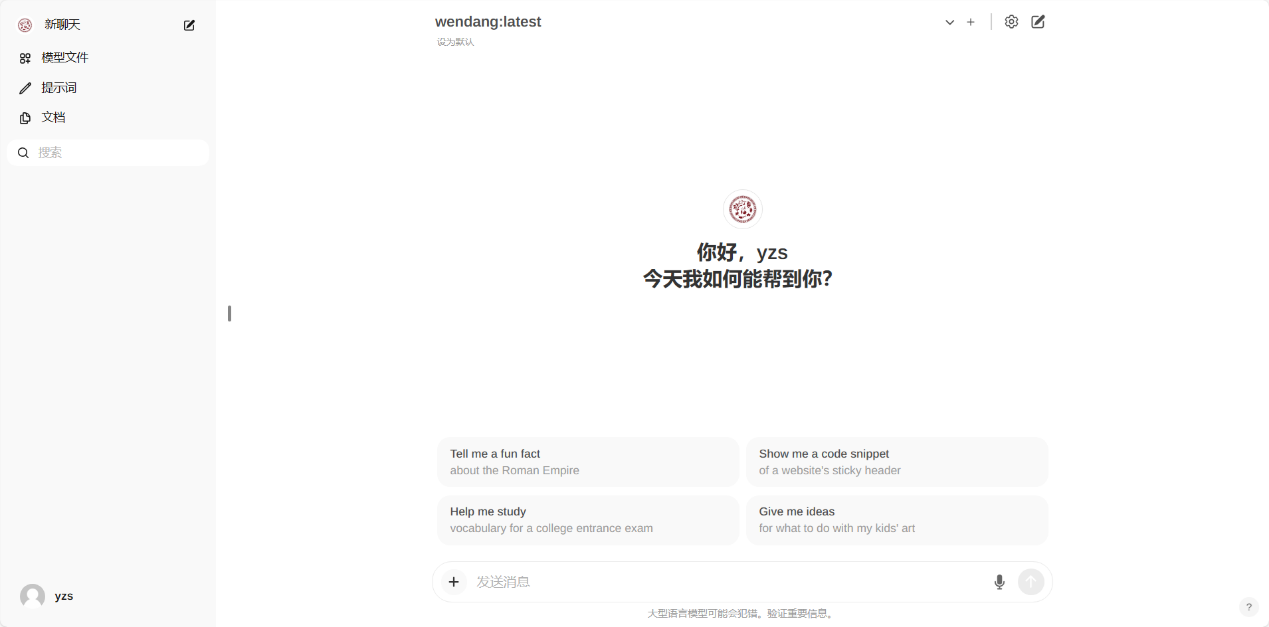 新聊天
模型文件
提示词
文档
搜索
yzs
wendang:latest
设为默认
你好，yzs
今天我如何能帮到你？
Tell me a fun fact
about the Roman Empire
Show me a code snippet
of a website's sticky header
Help me study
vocabulary for a college entrance exam
Give me ideas
for what to do with my kids' art
发送消息
大型语言模型可能会犯错。验证重要信息。
?